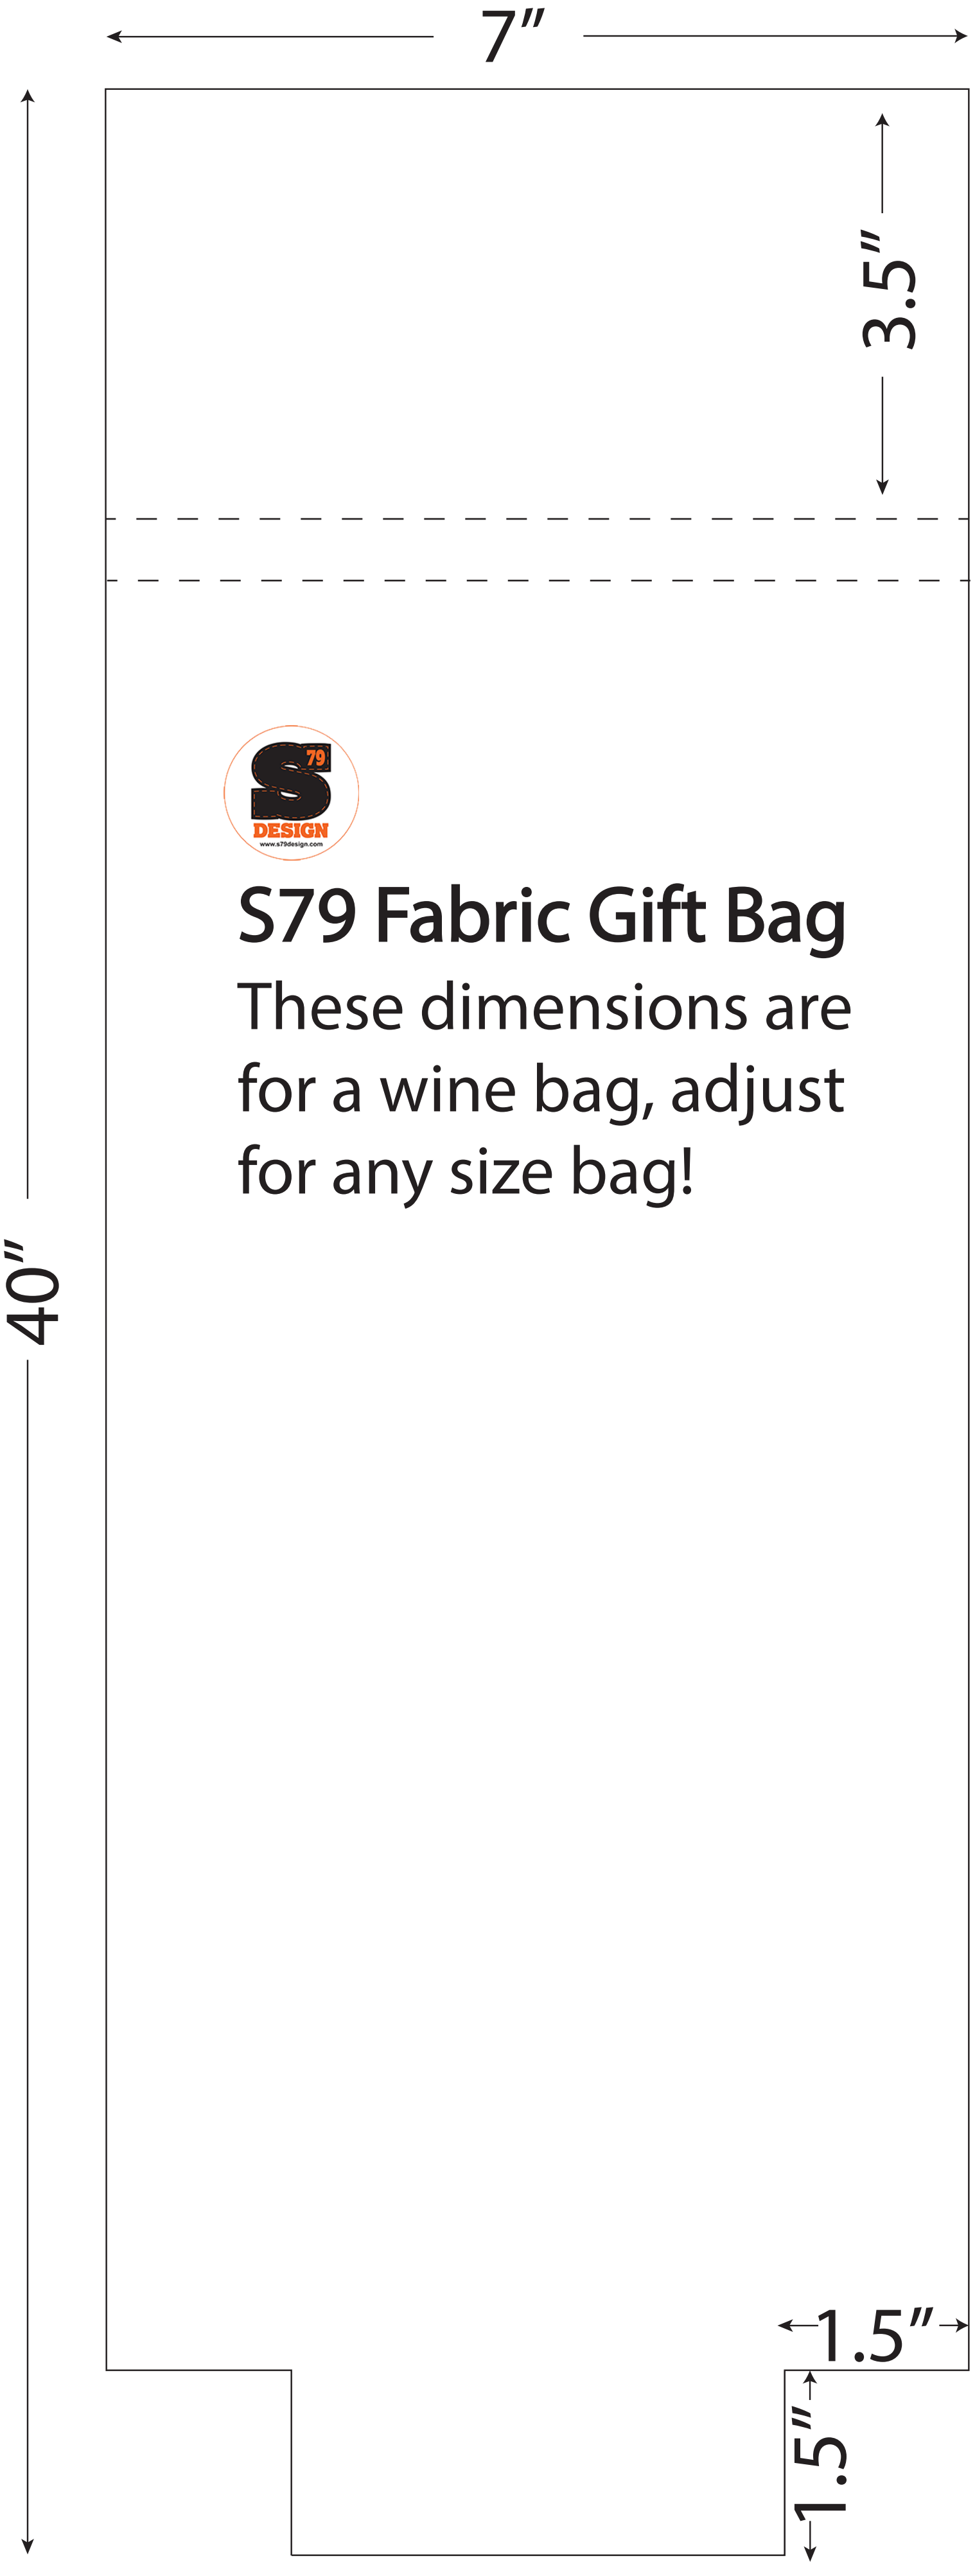 7”
3.5”
79
S
DESIGN
www.s79design.com
S79 Fabric Gift Bag
These dimensions are
for a wine bag, adjust
for any size bag!
40”
1.5”
1.5”